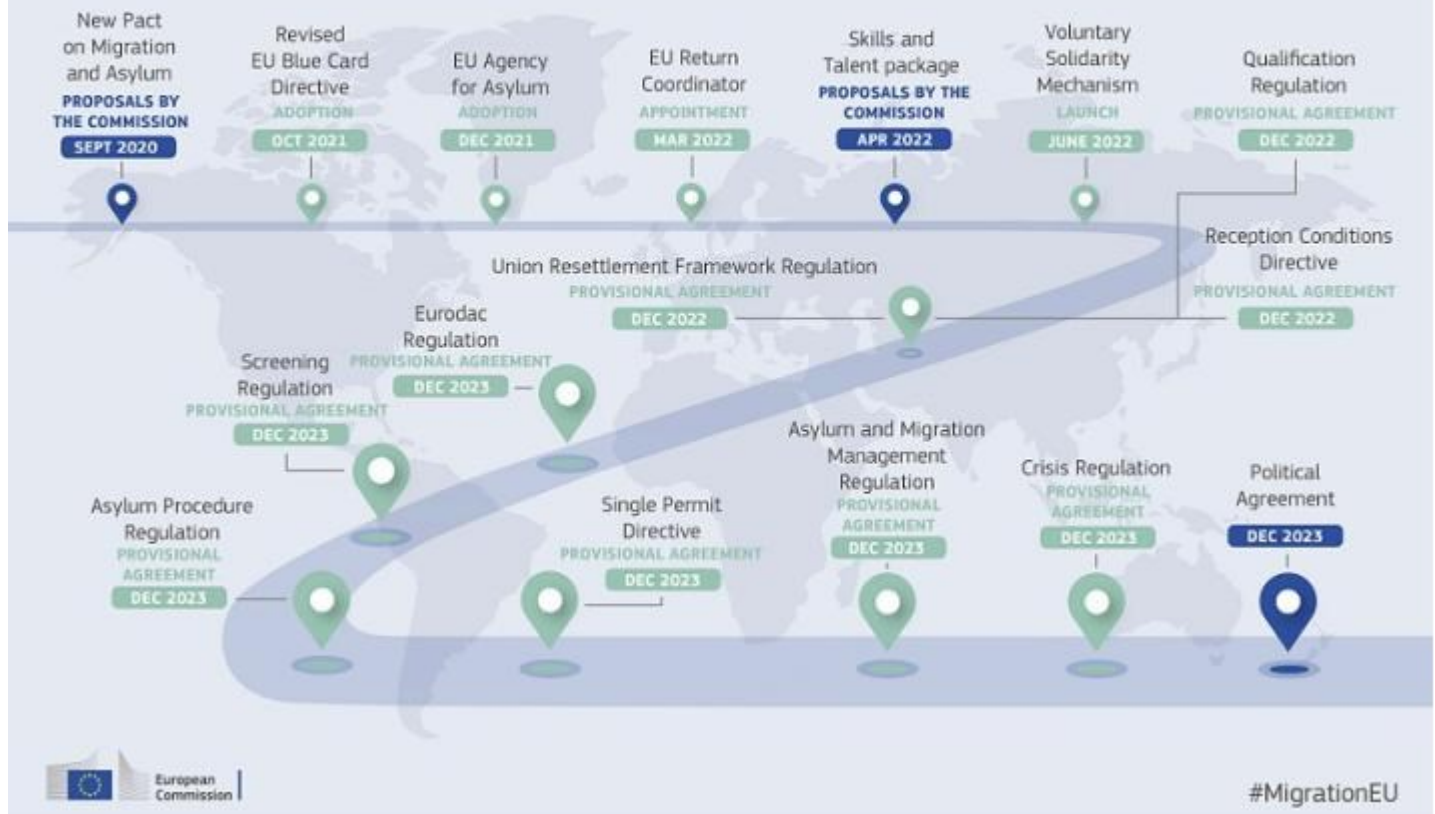 New Pact
on Migration
and Asylum
PROPOSALS BY
THE COMMISSION
SEPT 2020
Revised
EU Blue Card
Directive
ADOPTION
OCT 2021
EU Agency
for Asylum
ADOPTION
DEC 2021
EU Return
Coordinator
APPOINTMENT
MAR 2022
Skills and
Talent package
PROPOSALS BY THE
COMMISSION
APR 2022
Voluntary
Solidarity
Mechanism
LAUNCH
JUNE 2022
Qualification
Regulation
PROVISIONAL AGREEMENT
DEC 2022
Reception Conditions
Directive
PROVISIONAL AGREEMENT
DEC 2022
Union Resettlement Framework Regulation
PROVISIONAL AGREEMENT
DEC 2022
Eurodac
Regulation
PROVISIONAL AGREEMENT
DEC 2023
Screening
Regulation
PROVISIONAL AGREEMENT
DEC 2023
Asylum Procedure
Regulation
PROVISIONAL
AGREEMENT
DEC 2023
Single Permit
Directive
PROVISIONAL AGREEMENT
DEC 2023
Asylum and Migration
Management
Regulation
PROVISIONAL
AGREEMENT
DEC 2023
Crisis Regulation
PROVISIONAL
AGREEMENT
DEC 2023
Political
Agreement
DEC 2023
European
Commission
#MigrationEU